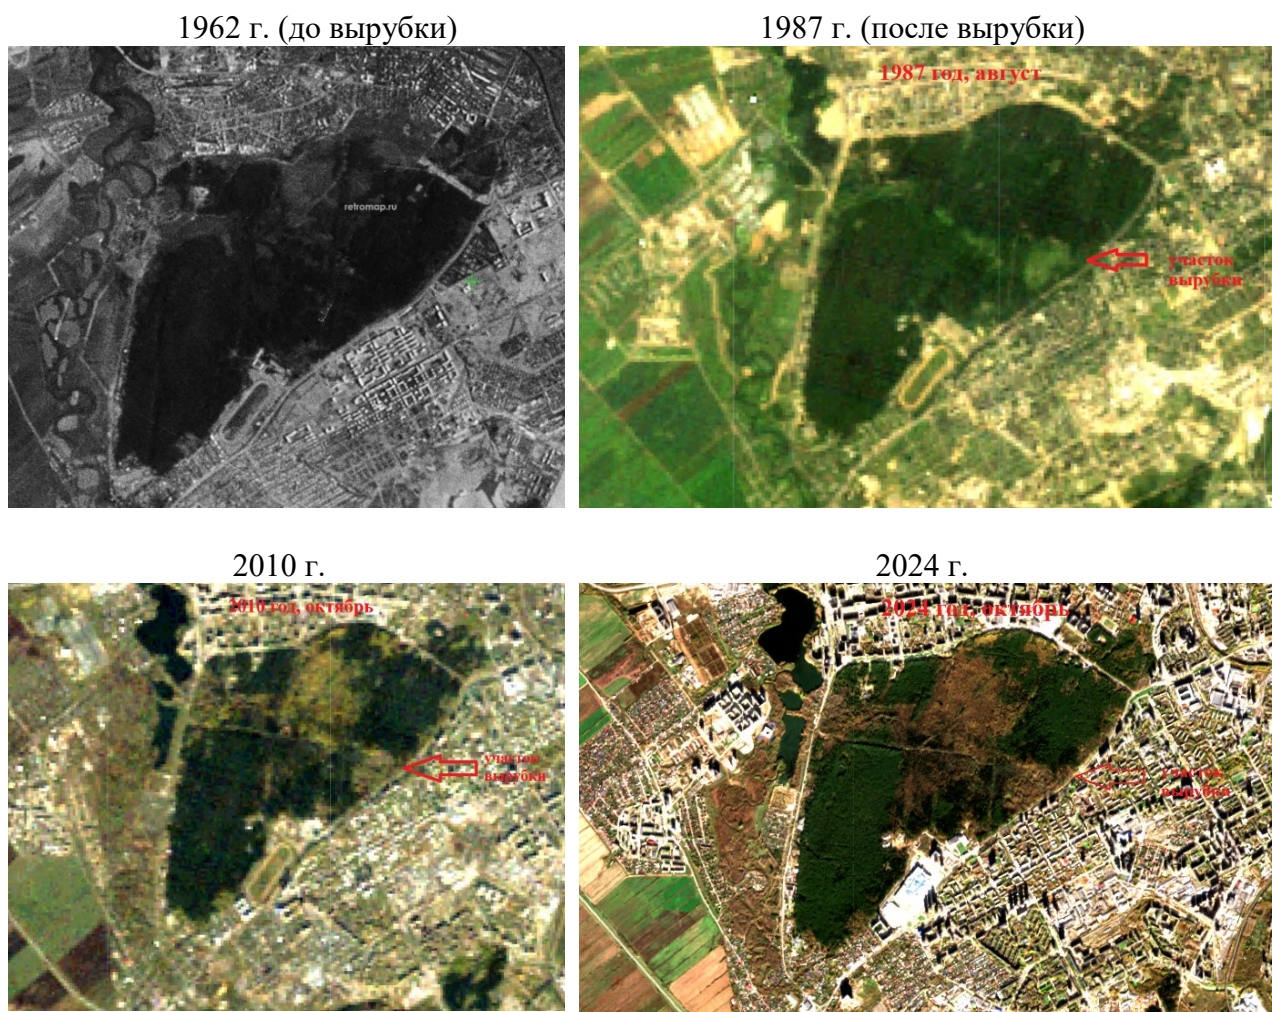 1962 г. (до вырубки)
1987 г. (после вырубки)
retromap.ru
1987 год, август
участок
вырубки
2010 г.
2024 г.
2010 год, октябрь
участок
вырубки
2024 год, октябрь
участок
вырубки